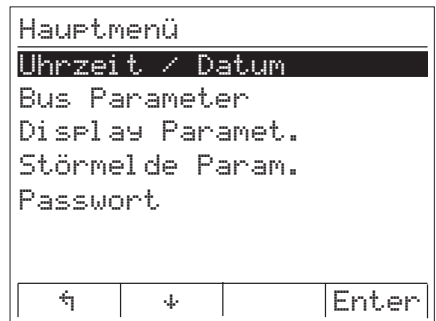 Hauptmenü
Uhrzeit / Datum
Bus Parameter
Display Paramet.
Störmelde Param.
Passwort
↰ ↓ Enter